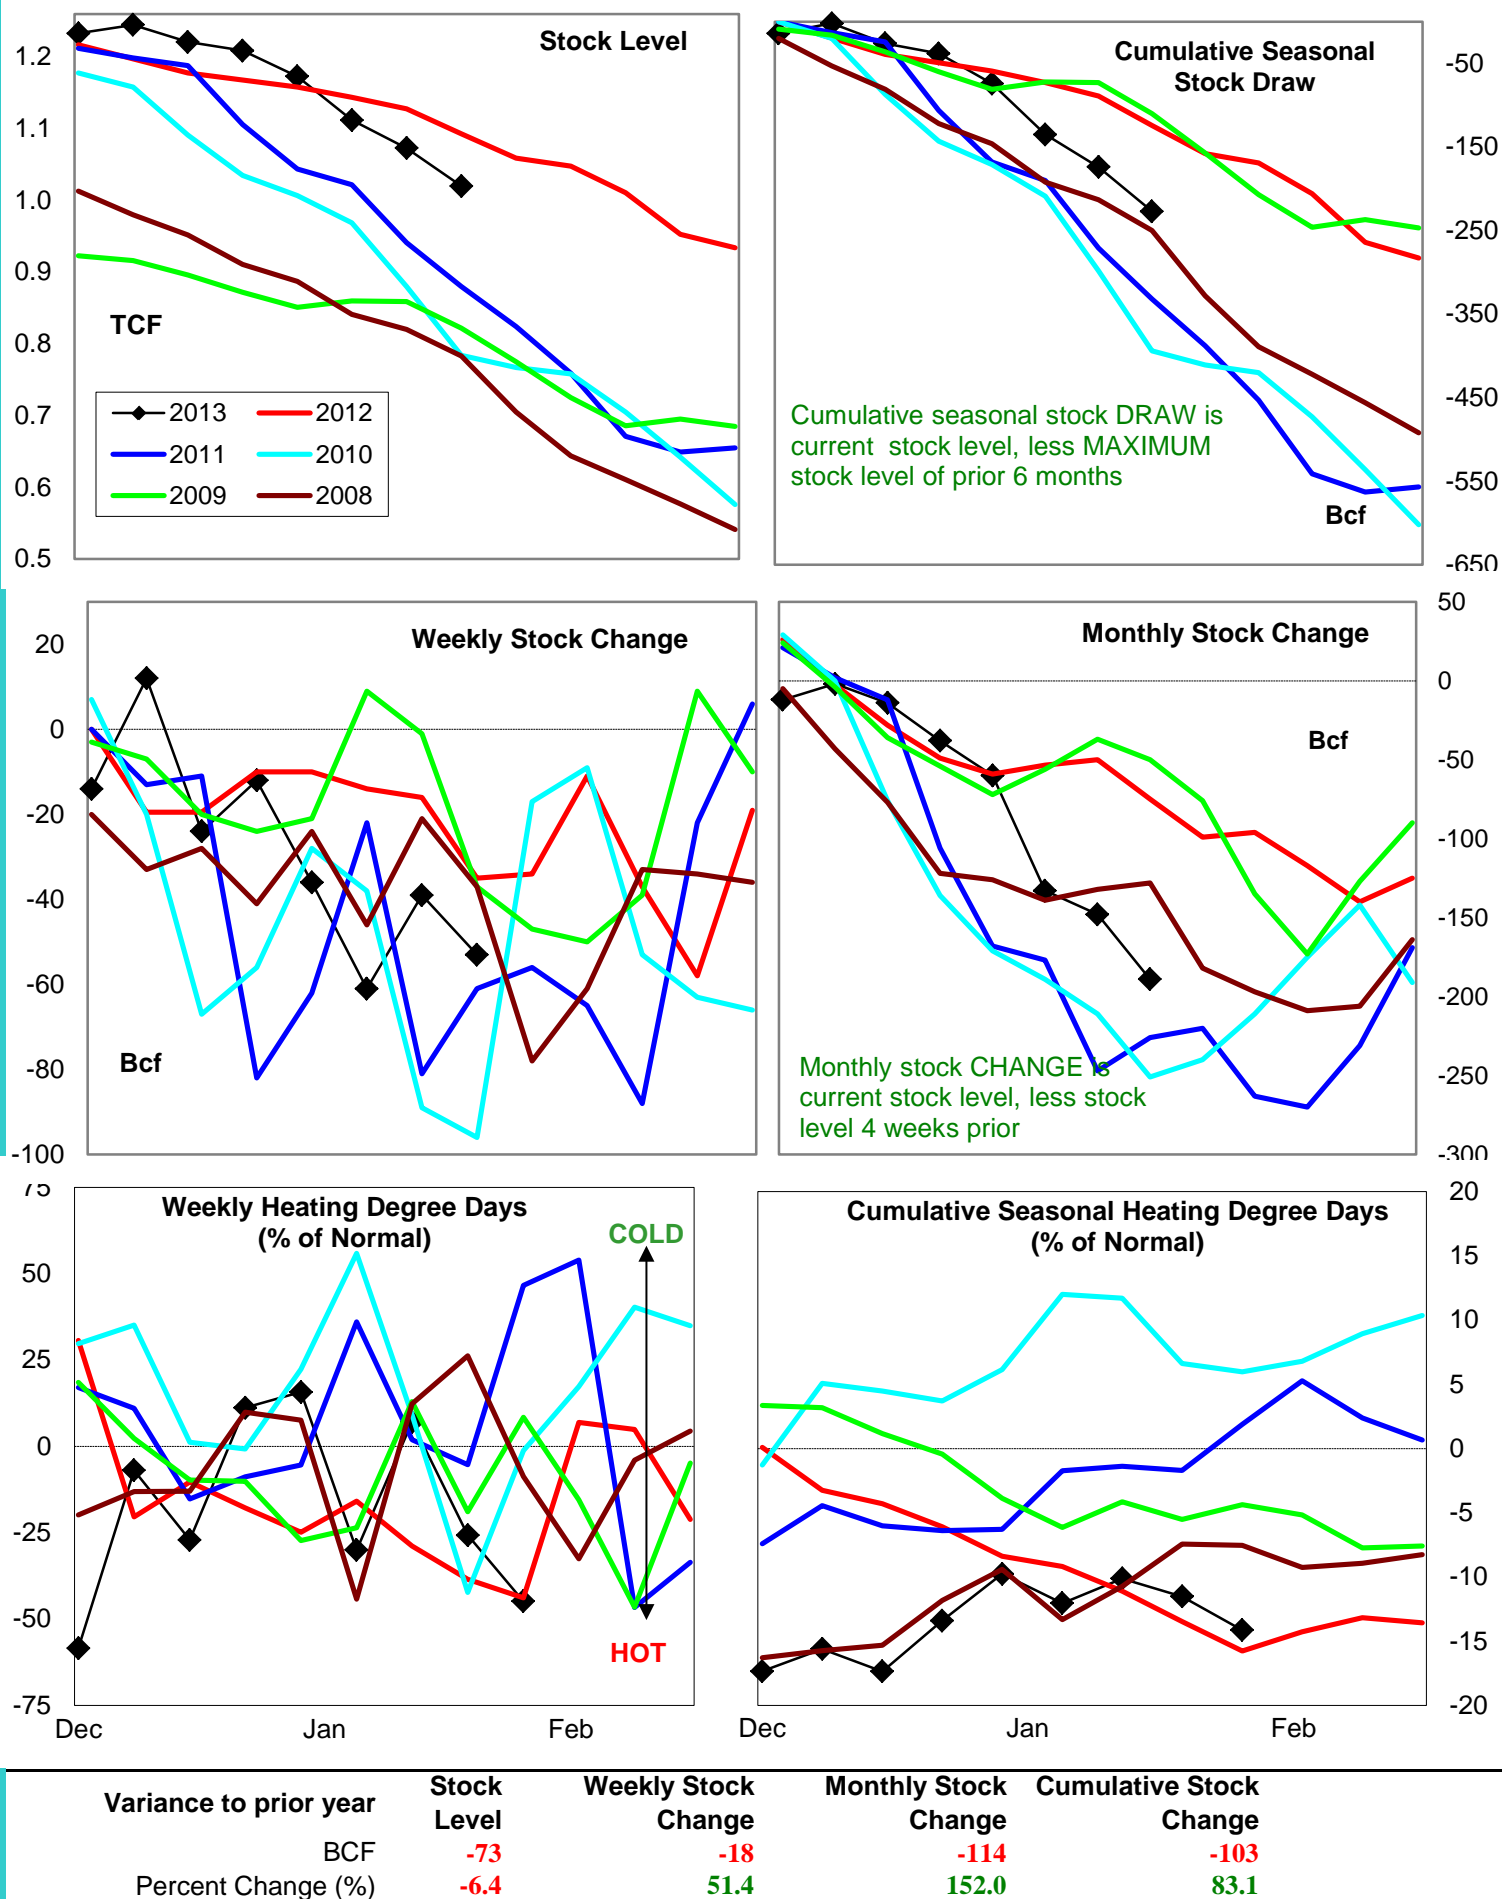 Stock Level
1.2
1.1
1.0
0.9
0.8
0.7
0.6
0.5
TCF
2013 2012
2011 2010
2009 2008
Cumulative Seasonal
Stock Draw
-50
-150
-250
-350
-450
-550
-650
Cumulative seasonal stock DRAW is
current stock level, less MAXIMUM
stock level of prior 6 months
Bcf
Weekly Stock Change
20
0
-20
-40
-60
-80
-100
Bcf
Monthly Stock Change
50
0
-50
-100
-150
-200
-250
-300
Bcf
Monthly stock CHANGE is
current stock level, less stock
level 4 weeks prior
Weekly Heating Degree Days
(% of Normal)
75
50
25
0
-25
-50
-75
COLD
HOT
Dec Jan Feb
Cumulative Seasonal Heating Degree Days
(% of Normal)
20
15
10
5
0
-5
-10
-15
-20
Dec Jan Feb
Variance to prior year
Stock
Level
Weekly Stock
Change
Monthly Stock
Change
Cumulative Stock
Change
BCF -73 -18 -114 -103
Percent Change (%) -6.4 51.4 152.0 83.1